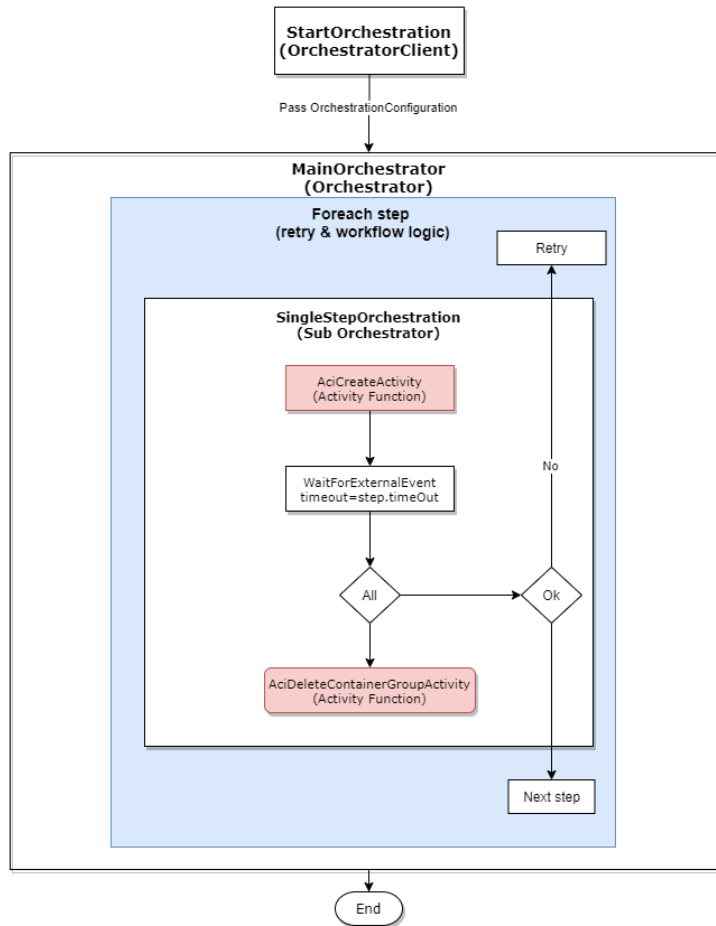 StartOrchestration
(OrchestratorClient)
Pass OrchestrationConfiguration
MainOrchestrator
(Orchestrator)
Foreach step
(retry & workflow logic)
Retry
SingleStepOrchestration
(Sub Orchestrator)
AciCreateActivity
(Activity Function)
No
WaitForExternalEvent
timeout=step.timeOut
All
Ok
AciDeleteContainerGroupActivity
(Activity Function)
Next step
End